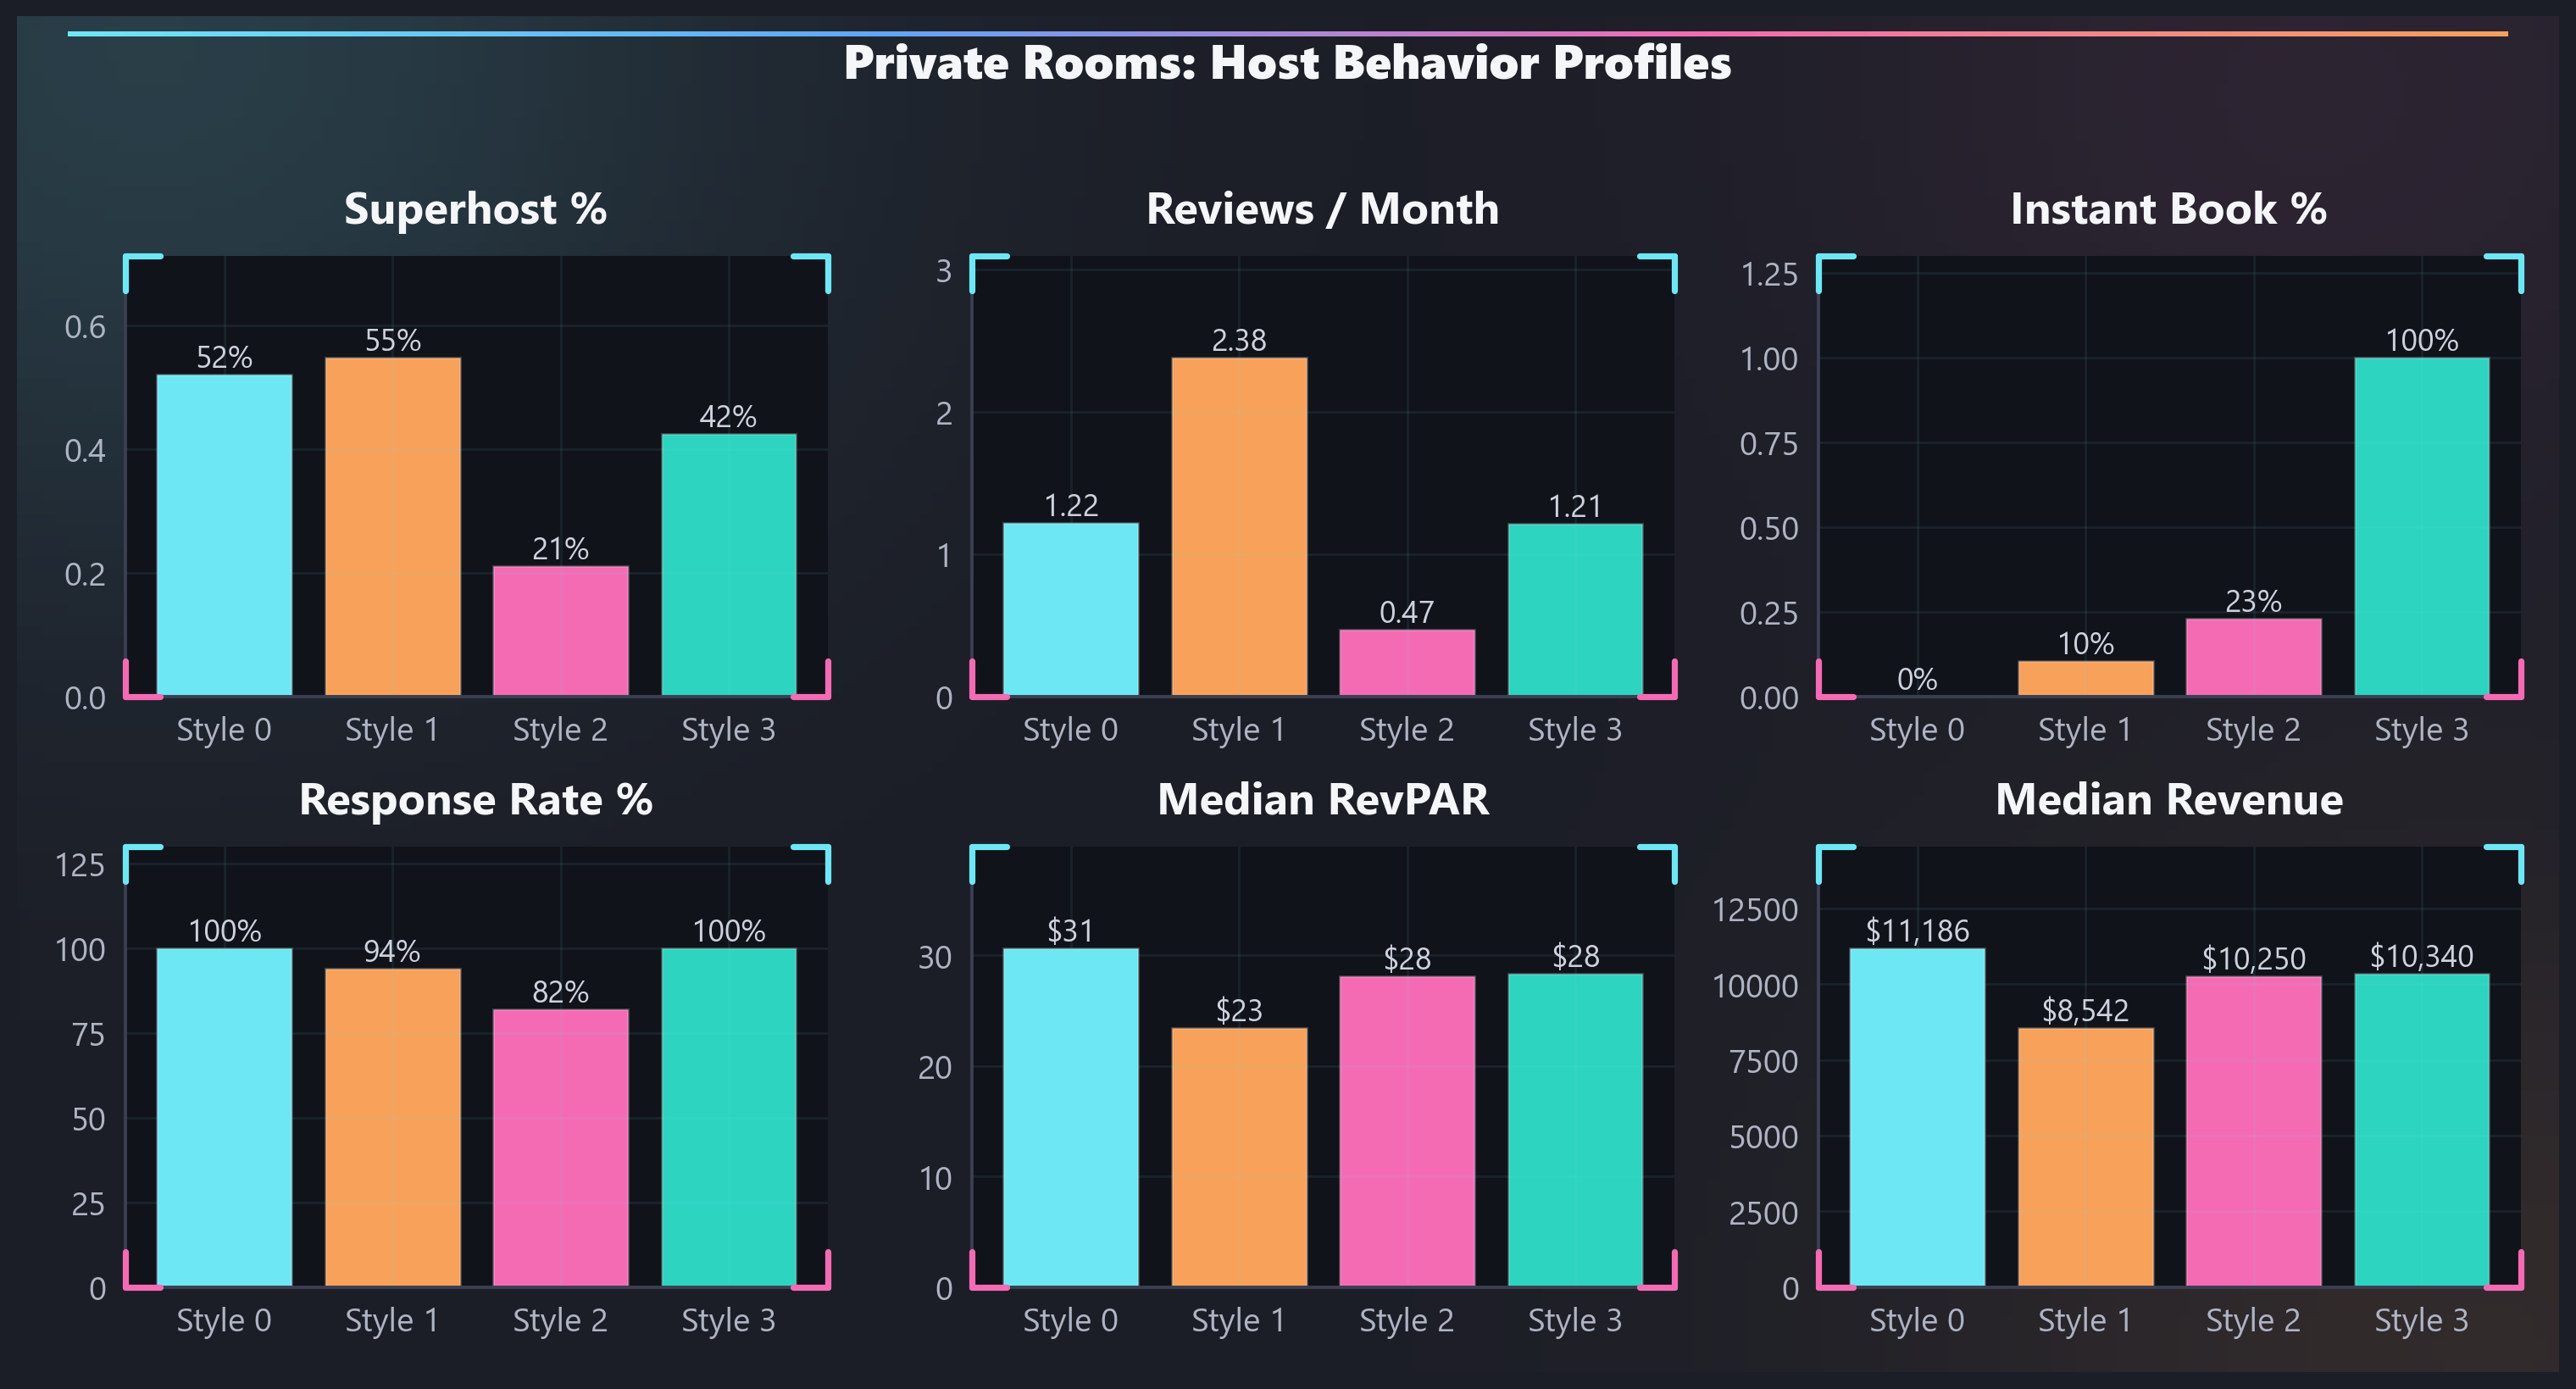 Private Rooms: Host Behavior Profiles
Superhost %
0.6
0.4
0.2
0.0
52%
55%
21%
42%
Style 0
Style 1
Style 2
Style 3
Reviews / Month
3
2
1
0
1.22
2.38
0.47
1.21
Style 0
Style 1
Style 2
Style 3
Instant Book %
1.25
1.00
0.75
0.50
0.25
0.00
0%
10%
23%
100%
Style 0
Style 1
Style 2
Style 3
Response Rate %
125
100
75
50
25
0
100%
94%
82%
100%
Style 0
Style 1
Style 2
Style 3
Median RevPAR
30
20
10
0
$31
$23
$28
$28
Style 0
Style 1
Style 2
Style 3
Median Revenue
12500
10000
7500
5000
2500
0
$11,186
$8,542
$10,250
$10,340
Style 0
Style 1
Style 2
Style 3